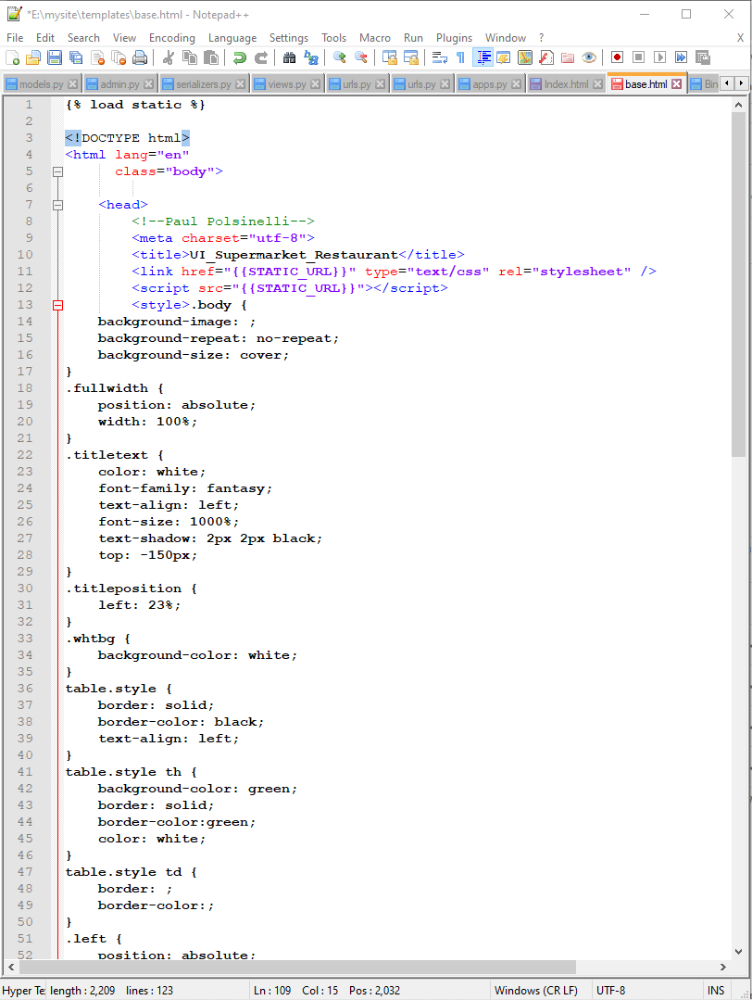 *E:\mysite\templates\base.html - Notepad++
File Edit Search View Encoding Language Settings Tools Macro Run Plugins Window ? X
models.py admin.py serializers.py views.py urls.py urls.py apps.py Index.html base.html Bin
1 {% load static %}
2
3 <!DOCTYPE html>
4 <html lang="en"
5 class="body">
6
7 <head>
8 <!--Paul Polsinelli-->
9 <meta charset="utf-8">
10 <title>UI_Supermarket_Restaurant</title>
11 <link href="{{STATIC_URL}}" type="text/css" rel="stylesheet" />
12 <script src="{{STATIC_URL}}"></script>
13 <style>.body {
14 background-image: ;
15 background-repeat: no-repeat;
16 background-size: cover;
17 }
18 .fullwidth {
19 position: absolute;
20 width: 100%;
21 }
22 .titletext {
23 color: white;
24 font-family: fantasy;
25 text-align: left;
26 font-size: 1000%;
27 text-shadow: 2px 2px black;
28 top: -150px;
29 }
30 .titleposition {
31 left: 23%;
32 }
33 .whtbg {
34 background-color: white;
35 }
36 table.style {
37 border: solid;
38 border-color: black;
39 text-align: left;
40 }
41 table.style th {
42 background-color: green;
43 border: solid;
44 border-color:green;
45 color: white;
46 }
47 table.style td {
48 border: ;
49 border-color:;
50 }
51 .left {
52 position: absolute;
Hyper Te length : 2,209 lines : 123 Ln : 109 Col : 15 Pos : 2,032 Windows (CR LF) UTF-8 INS